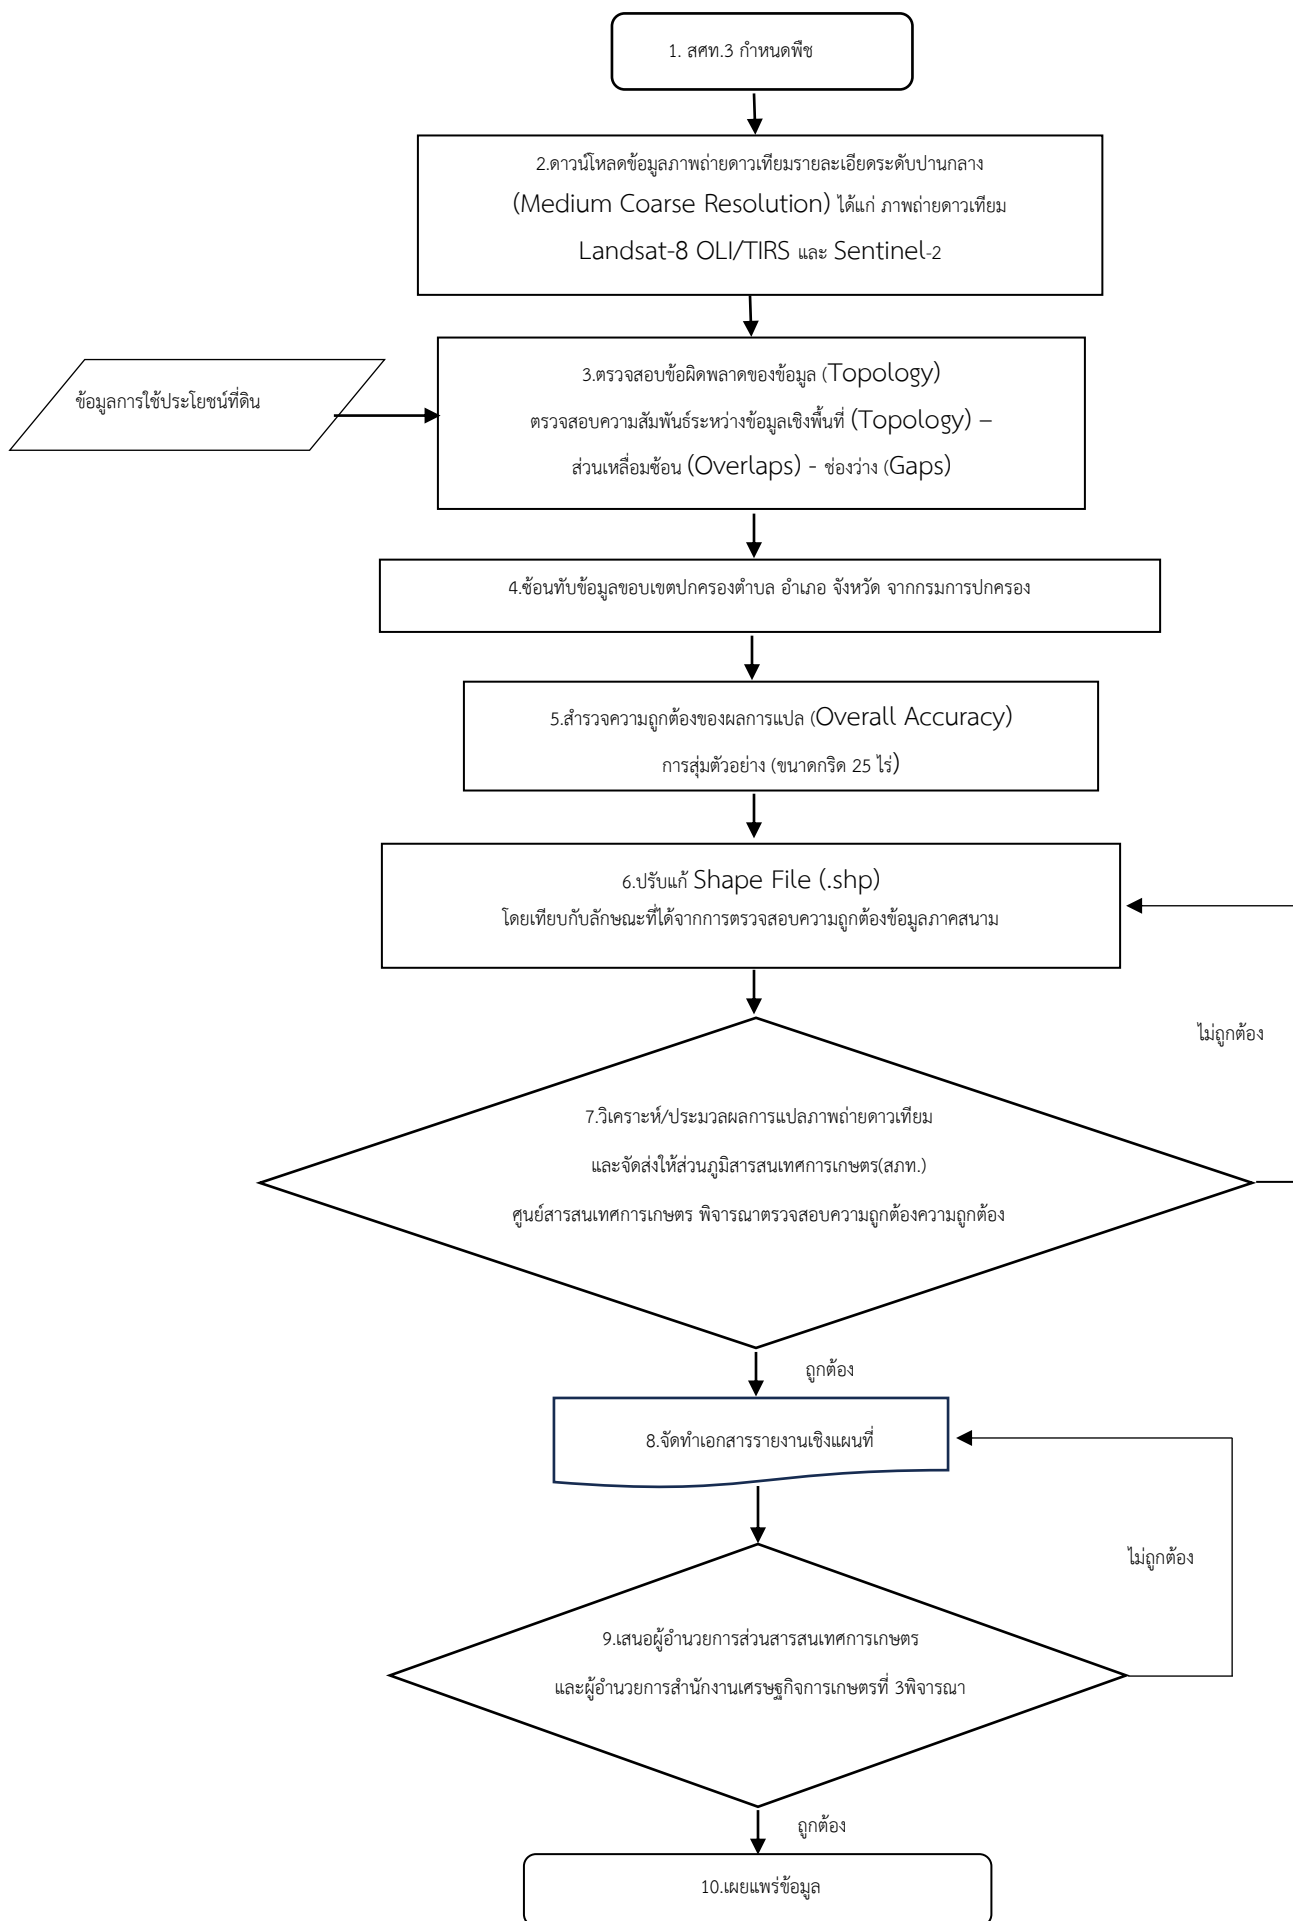 1. สศท.3 กำหนดพืช
2.ดาวน์โหลดข้อมูลภาพถ่ายดาวเทียมรายละเอียดระดับปานกลาง
(Medium Coarse Resolution) ได้แก่ ภาพถ่ายดาวเทียม
Landsat-8 OLI/TIRS และ Sentinel-2
ข้อมูลการใช้ประโยชน์ที่ดิน
3.ตรวจสอบข้อผิดพลาดของข้อมูล (Topology)
ตรวจสอบความสัมพันธ์ระหว่างข้อมูลเชิงพื้นที่ (Topology) –
ส่วนเหลื่อมซ้อน (Overlaps) - ช่องว่าง (Gaps)
4.ซ้อนทับข้อมูลขอบเขตปกครองตำบล อำเภอ จังหวัด จากกรมการปกครอง
5.สำรวจความถูกต้องของผลการแปล (Overall Accuracy)
การสุ่มตัวอย่าง (ขนาดกริด 25 ไร่)
6.ปรับแก้ Shape File (.shp)
โดยเทียบกับลักษณะที่ได้จากการตรวจสอบความถูกต้องข้อมูลภาคสนาม
ไม่ถูกต้อง
7.วิเคราะห์/ประมวลผลการแปลภาพถ่ายดาวเทียม
และจัดส่งให้ส่วนภูมิสารสนเทศการเกษตร(สภท.)
ศูนย์สารสนเทศการเกษตร พิจารณาตรวจสอบความถูกต้องความถูกต้อง
ถูกต้อง
8.จัดทำเอกสารรายงานเชิงแผนที่
ไม่ถูกต้อง
9.เสนอผู้อำนวยการส่วนสารสนเทศการเกษตร
และผู้อำนวยการสำนักงานเศรษฐกิจการเกษตรที่ 3พิจารณา
ถูกต้อง
10.เผยแพร่ข้อมูล